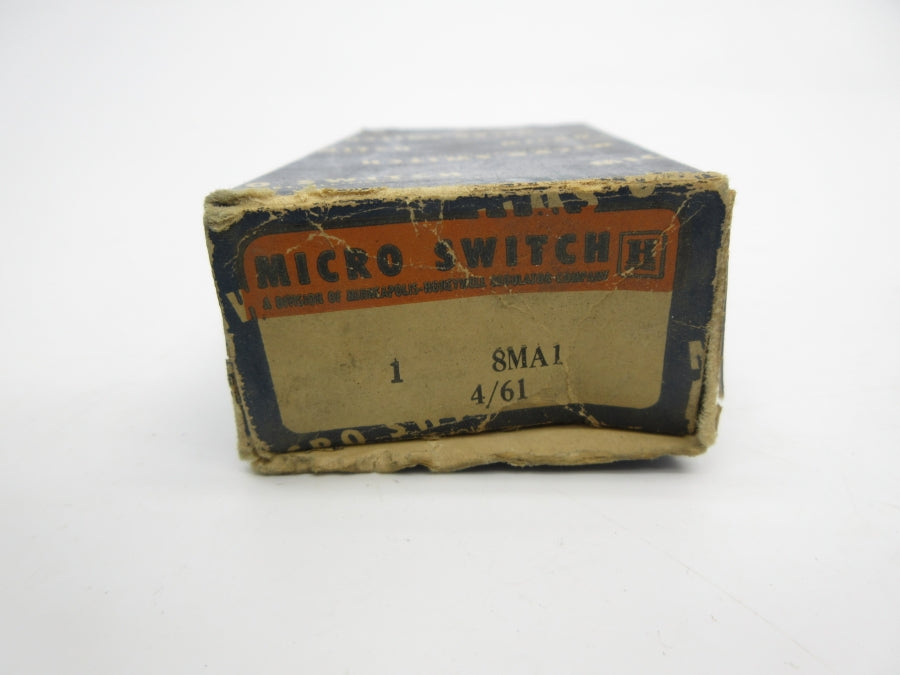 MICRO SWITCH H
A DIVISION OF MINNEAPOLIS-HONEYWELL REGULATOR COMPANY
1 8MA1
4/61